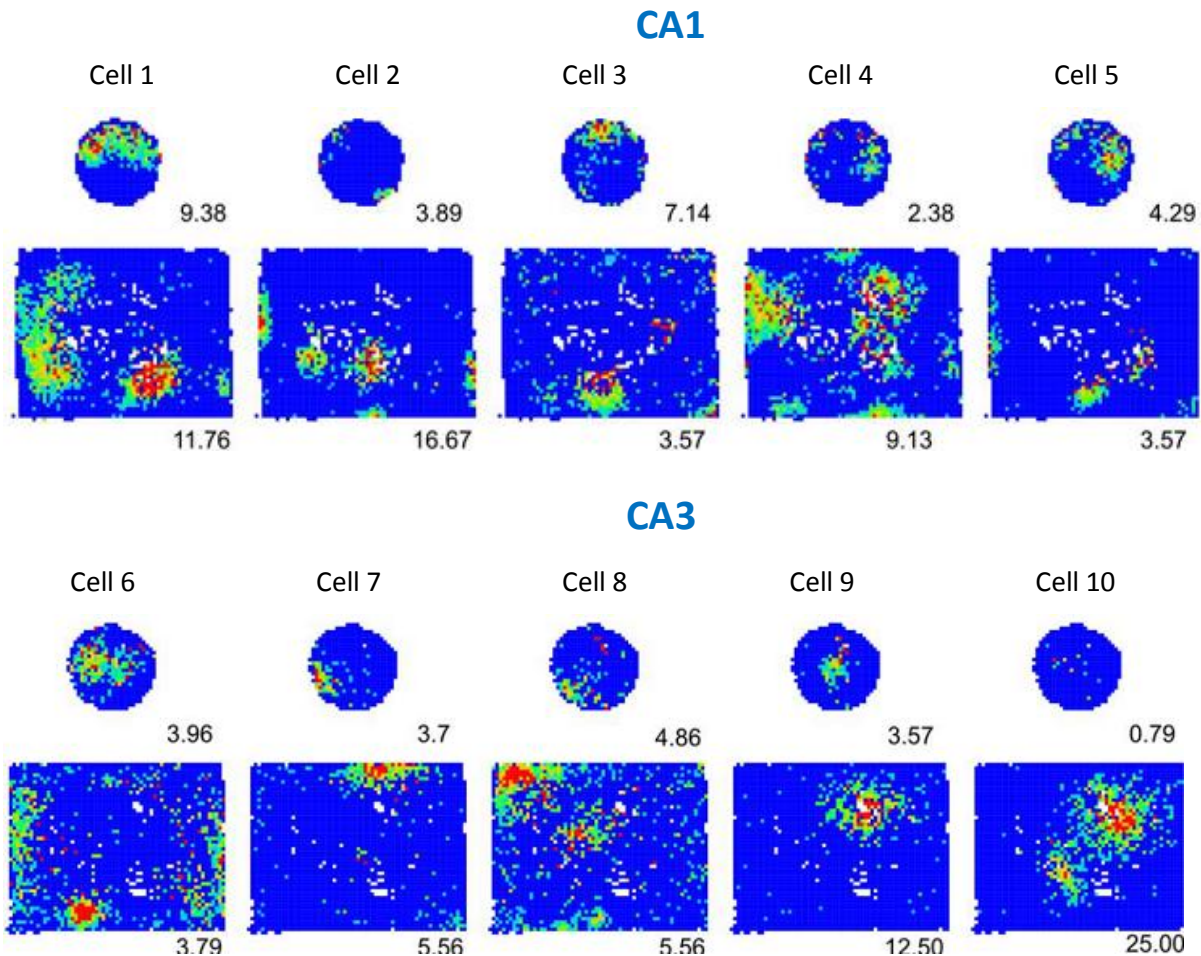 CA1
Cell 1 Cell 2 Cell 3 Cell 4 Cell 5
9.38 3.89 7.14 2.38 4.29
11.76 16.67 3.57 9.13 3.57
CA3
Cell 6 Cell 7 Cell 8 Cell 9 Cell 10
3.96 3.7 4.86 3.57 0.79
3.79 5.56 5.56 12.50 25.00